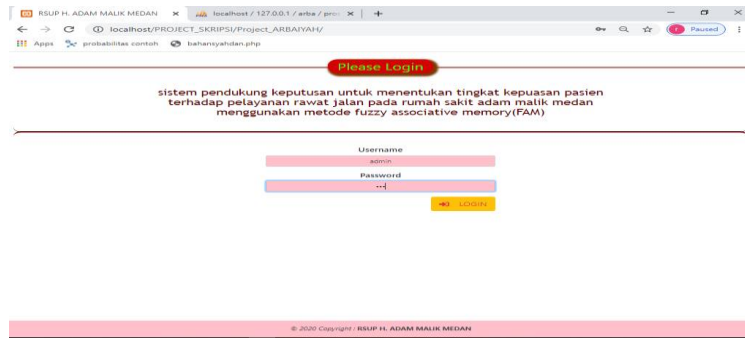 RSUP H. ADAM MALIK MEDAN
localhost / 127.0.0.1 / arba / pro
localhost/PROJECT_SKRIPSI/Project_ARBAIYAH/
Paused
Apps
probabilitas contoh
bahansyahdan.php
Please Login
sistem pendukung keputusan untuk menentukan tingkat kepuasan pasien
terhadap pelayanan rawat jalan pada rumah sakit adam malik medan
menggunakan metode fuzzy associative memory(FAM)
Username
admin
Password
LOGIN
© 2020 Copyright : RSUP H. ADAM MALIK MEDAN